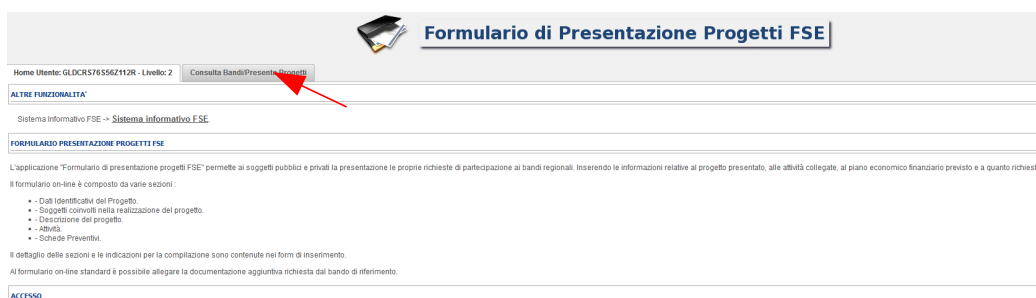 Formulario di Presentazione Progetti FSE
Home Utente: GLDCRS76S56Z112R - Livello: 2 Consulta Bandi/Presenta Progetti
ALTRE FUNZIONALITA'
Sistema Informativo FSE -> Sistema informativo FSE.
FORMULARIO PRESENTAZIONE PROGETTI FSE
L'applicazione "Formulario di presentazione progetti FSE" permette ai soggetti pubblici e privati la presentazione le proprie richieste di partecipazione ai bandi regionali. Inserendo le informazioni relative al progetto presentato, alle attività collegate, al piano economico finanziario previsto e a quanto richiest
Il formulario on-line è composto da varie sezioni :
- Dati Identificativi del Progetto.
- Soggetti coinvolti nella realizzazione del progetto.
- Descrizione del progetto.
- Attività.
- Schede Preventivi.
Il dettaglio delle sezioni e le indicazioni per la compilazione sono contenute nei form di inserimento.
Al formulario on-line standard è possibile allegare la documentazione aggiuntiva richiesta dal bando di riferimento.
ACCESSO